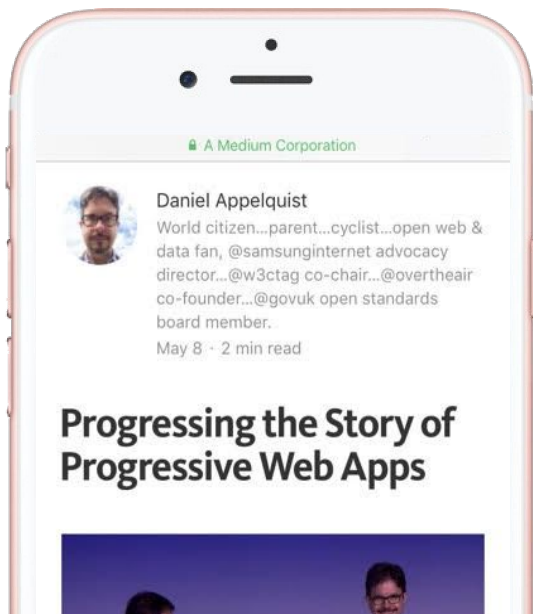 A Medium Corporation
Daniel Appelquist
World citizen...parent...cyclist...open web &
data fan, @samsunginternet advocacy
director...@w3ctag co-chair...@overtheair
co-founder...@govuk open standards
board member.
May 8 · 2 min read
Progressing the Story of
Progressive Web Apps